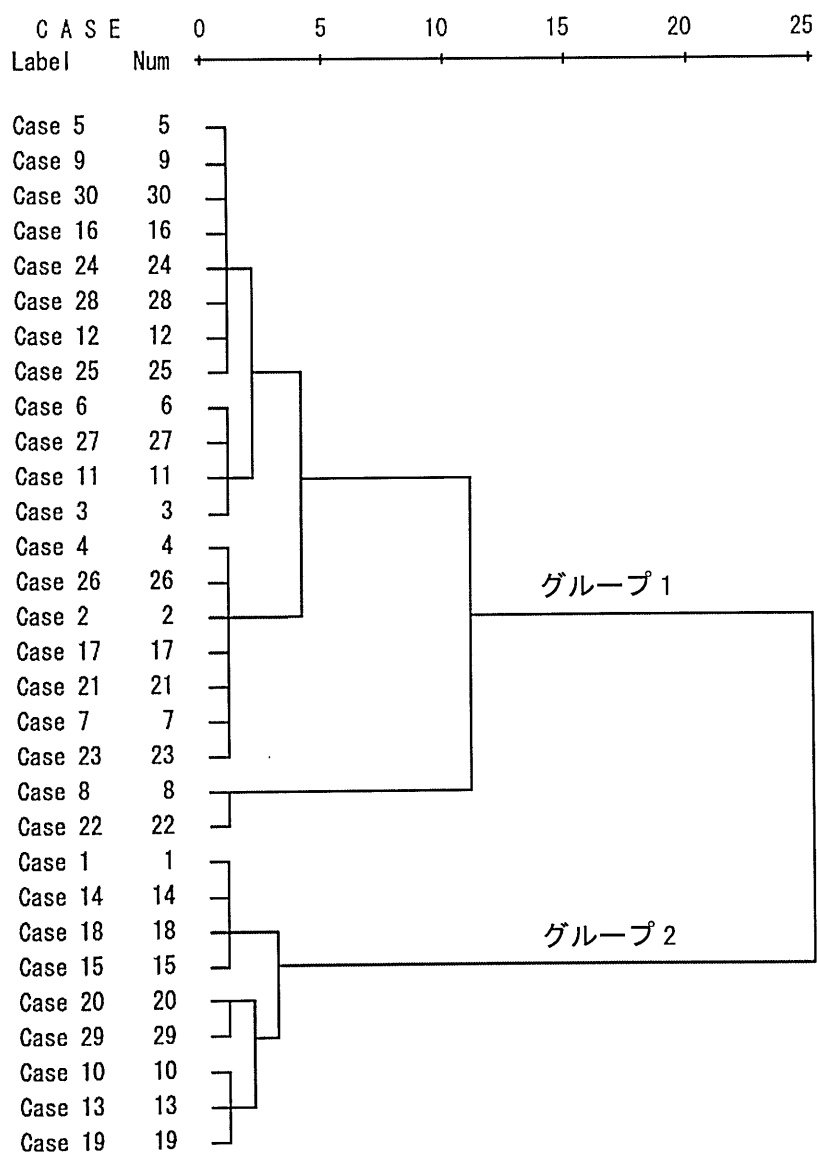 C A S E 0 5 10 15 20 25
Label Num
Case 5 5
Case 9 9
Case 30 30
Case 16 16
Case 24 24
Case 28 28
Case 12 12
Case 25 25
Case 6 6
Case 27 27
Case 11 11
Case 3 3
Case 4 4
Case 26 26 グループ1
Case 2 2
Case 17 17
Case 21 21
Case 7 7
Case 23 23
Case 8 8
Case 22 22
Case 1 1
Case 14 14
Case 18 18 グループ2
Case 15 15
Case 20 20
Case 29 29
Case 10 10
Case 13 13
Case 19 19